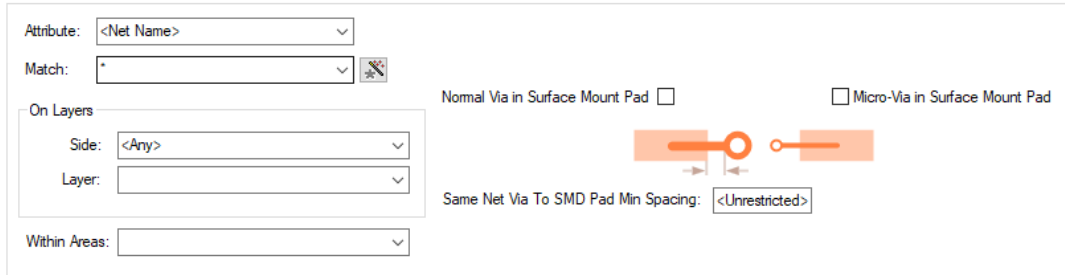 Attribute: <Net Name>
Match: *
On Layers
Side: <Any>
Layer:
Within Areas:
Normal Via in Surface Mount Pad
Micro-Via in Surface Mount Pad
Same Net Via To SMD Pad Min Spacing: <Unrestricted>